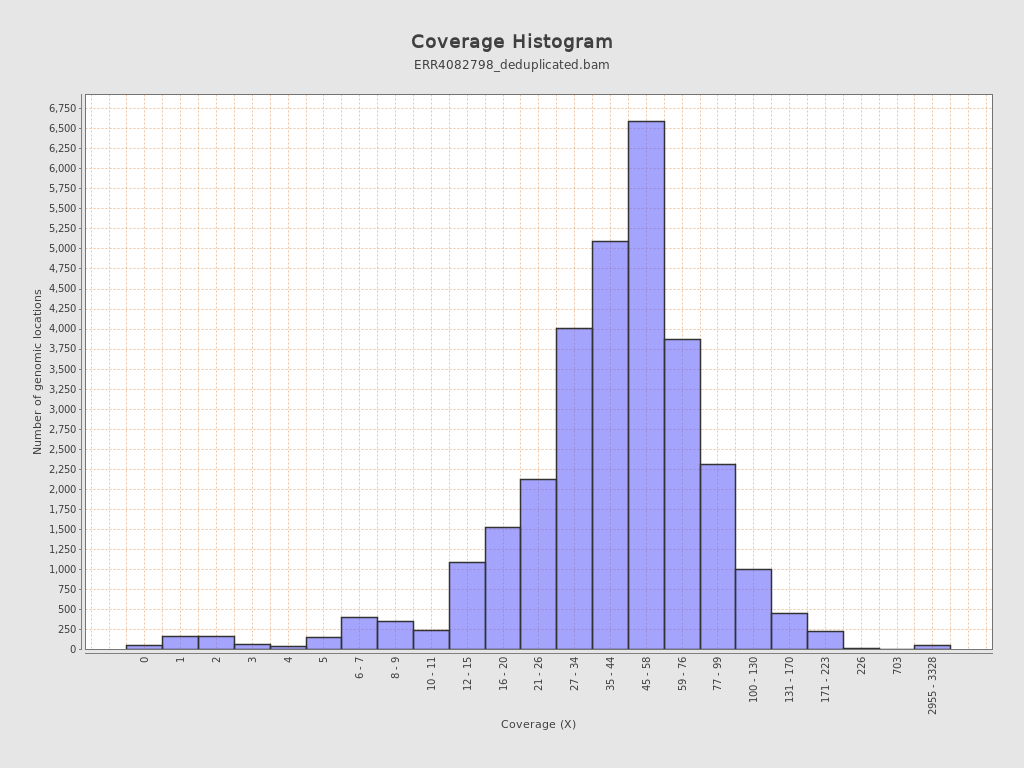 Coverage Histogram
ERR4082798_deduplicated.bam
Number of genomic locations
6,750
6,500
6,250
6,000
5,750
5,500
5,250
5,000
4,750
4,500
4,250
4,000
3,750
3,500
3,250
3,000
2,750
2,500
2,250
2,000
1,750
1,500
1,250
1,000
750
500
250
0
0
1
2
3
4
5
6 - 7
8 - 9
10 - 11
12 - 15
16 - 20
21 - 26
27 - 34
35 - 44
45 - 58
59 - 76
77 - 99
100 - 130
131 - 170
171 - 223
226
703
2955 - 3328
Coverage (X)